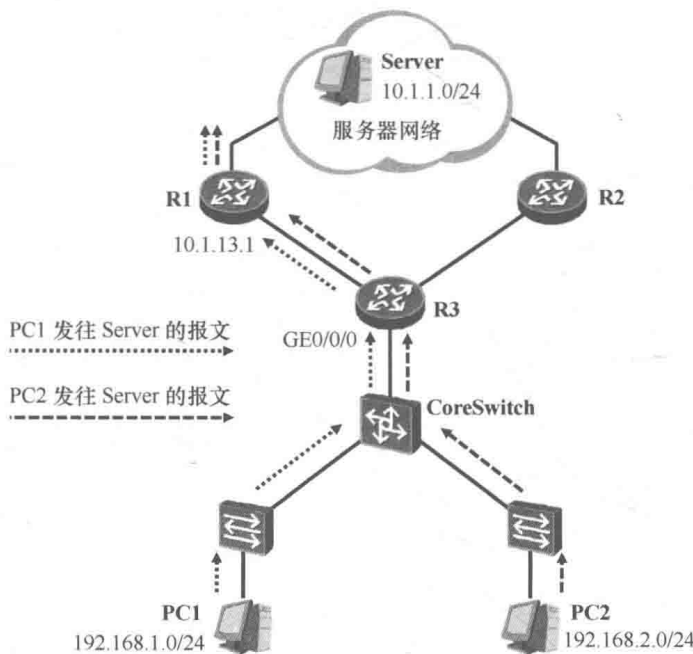 Server
10.1.1.0/24
服务器网络
R1
R2
10.1.13.1
R3
PC1 发往 Server 的报文
GE0/0/0
PC2 发往 Server 的报文
CoreSwitch
PC1
192.168.1.0/24
PC2
192.168.2.0/24